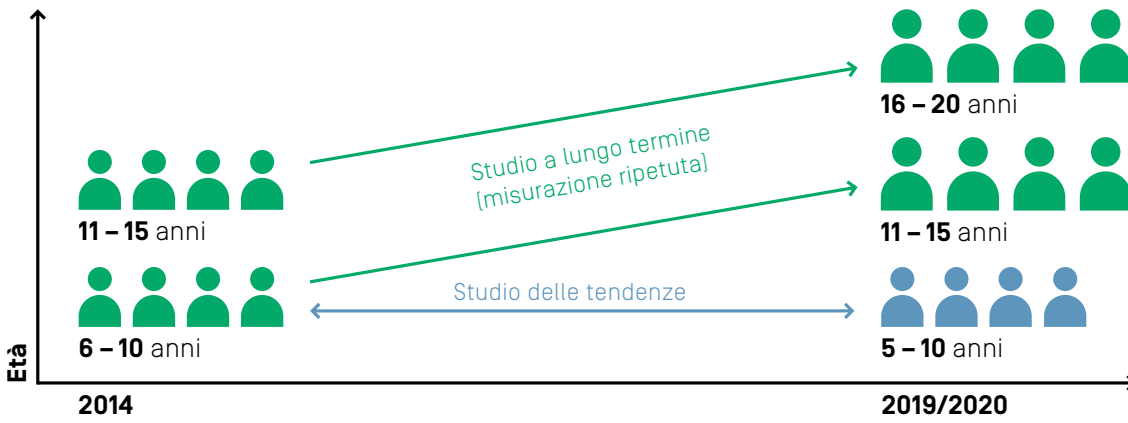 16 – 20 anni
Studio a lungo termine
(misurazione ripetuta)
11 – 15 anni
11 – 15 anni
Studio delle tendenze
6 – 10 anni
5 – 10 anni
Età
2014
2019/2020